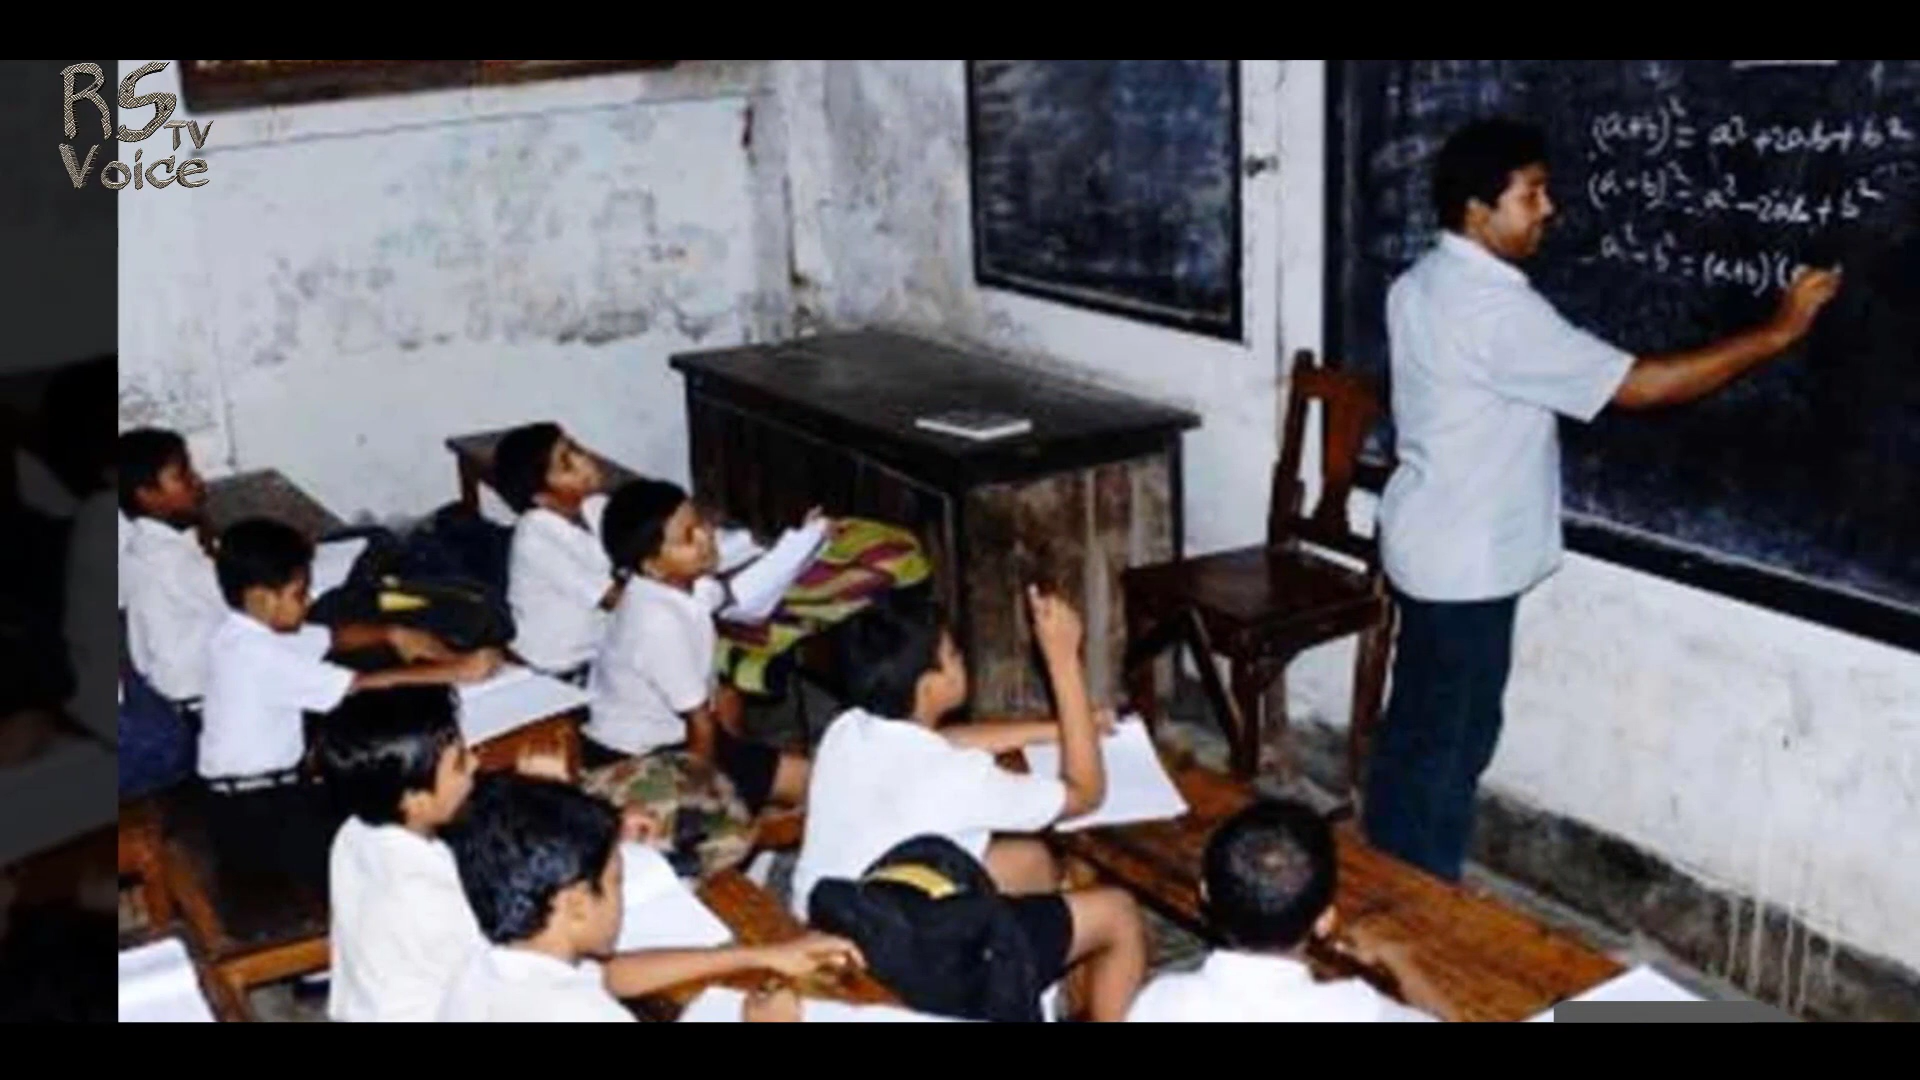 RS TV
Voice
(a+b)² = a² + 2ab + b²
(a-b)² = a² - 2ab + b²
a² - b² = (a+b)(